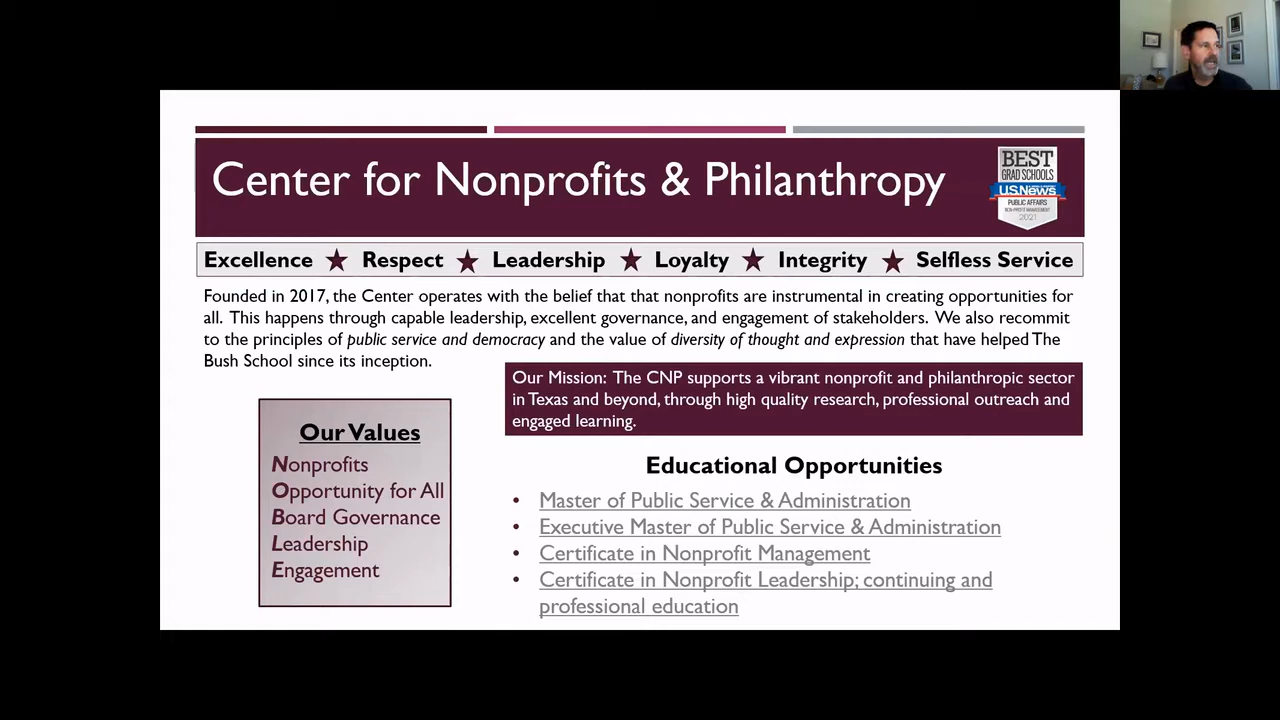 Center for Nonprofits & Philanthropy
BEST
GRAD SCHOOLS
U.S.News
PUBLIC AFFAIRS
NON-PROFIT MANAGEMENT
2021
Excellence ★ Respect ★ Leadership ★ Loyalty ★ Integrity ★ Selfless Service
Founded in 2017, the Center operates with the belief that that nonprofits are instrumental in creating opportunities for
all. This happens through capable leadership, excellent governance, and engagement of stakeholders. We also recommit
to the principles of public service and democracy and the value of diversity of thought and expression that have helped The
Bush School since its inception.
Our Mission: The CNP supports a vibrant nonprofit and philanthropic sector
in Texas and beyond, through high quality research, professional outreach and
engaged learning.
Our Values
Nonprofits
Opportunity for All
Board Governance
Leadership
Engagement
Educational Opportunities
• Master of Public Service & Administration
• Executive Master of Public Service & Administration
• Certificate in Nonprofit Management
• Certificate in Nonprofit Leadership; continuing and
professional education